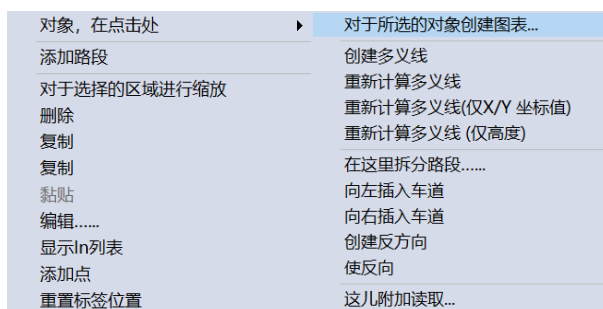 对象，在点击处
添加路段
对于选择的区域进行缩放
删除
复制
复制
黏贴
编辑......
显示In列表
添加点
重置标签位置
对于所选的对象创建图表...
创建多义线
重新计算多义线
重新计算多义线(仅X/Y 坐标值)
重新计算多义线 (仅高度)
在这里拆分路段......
向左插入车道
向右插入车道
创建反方向
使反向
这儿附加读取...